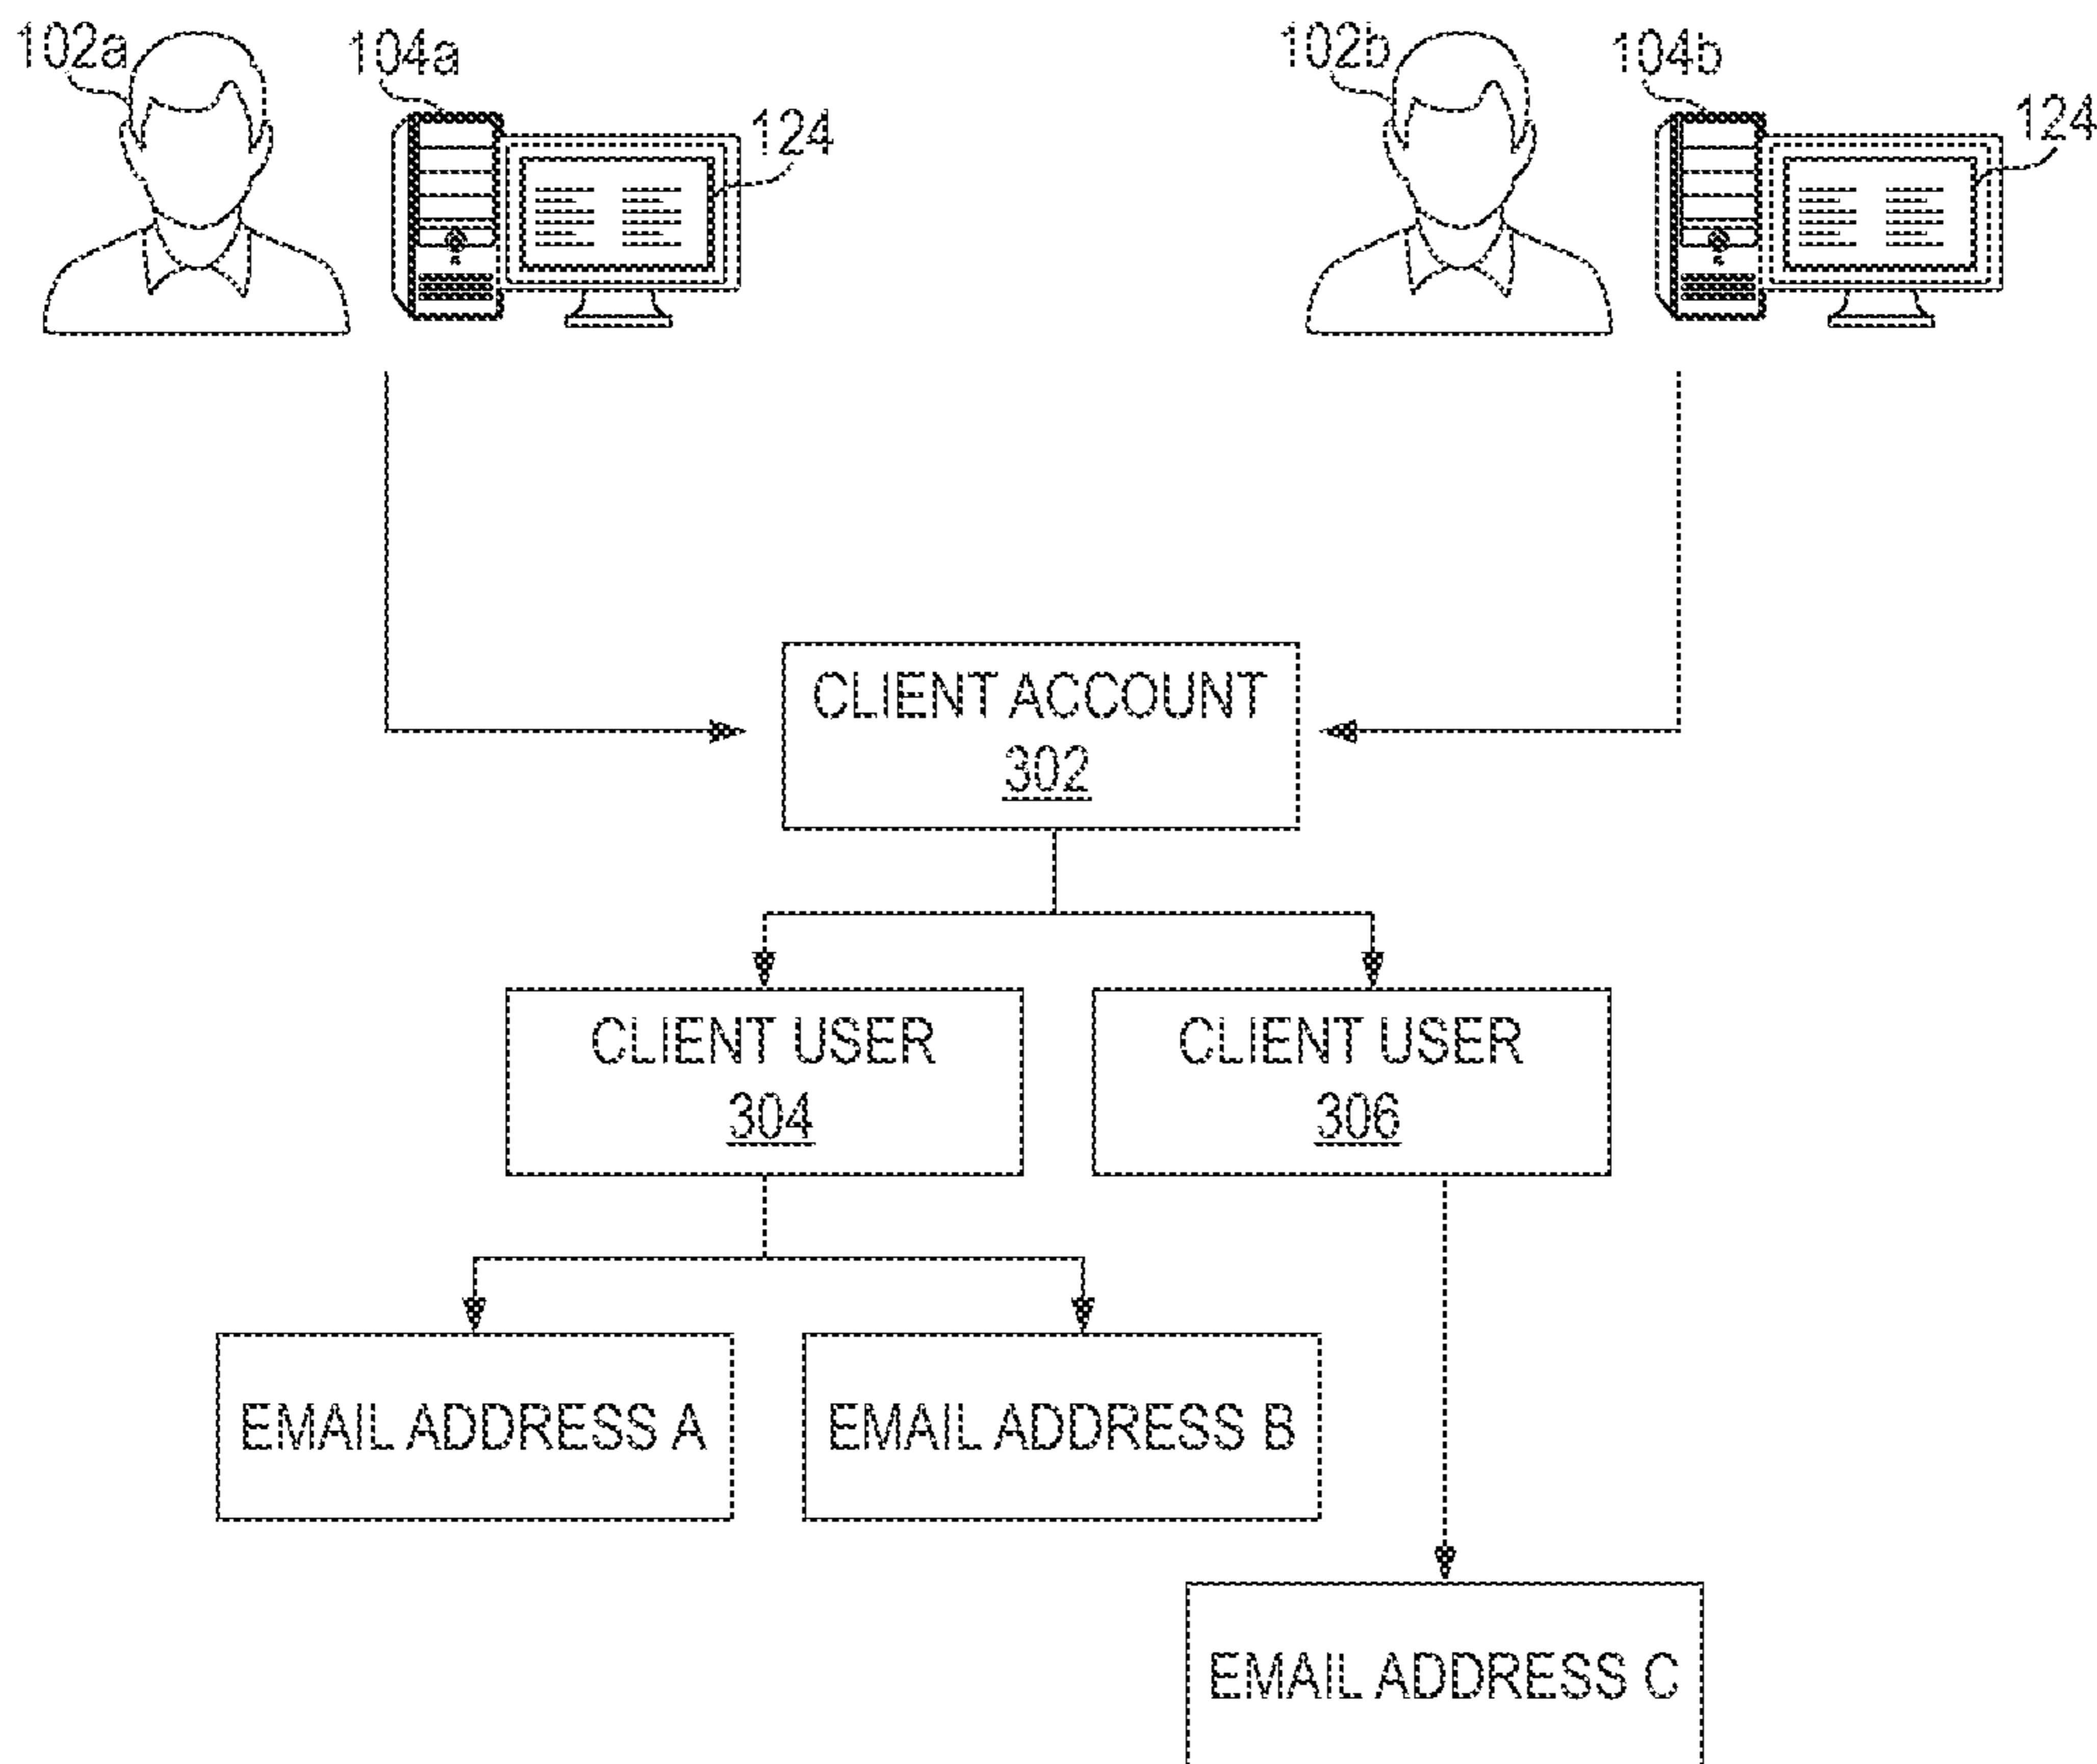 102a
104a
124
102b
104b
124
CLIENT ACCOUNT
302
CLIENT USER
304
CLIENT USER
306
EMAIL ADDRESS A
EMAIL ADDRESS B
EMAIL ADDRESS C